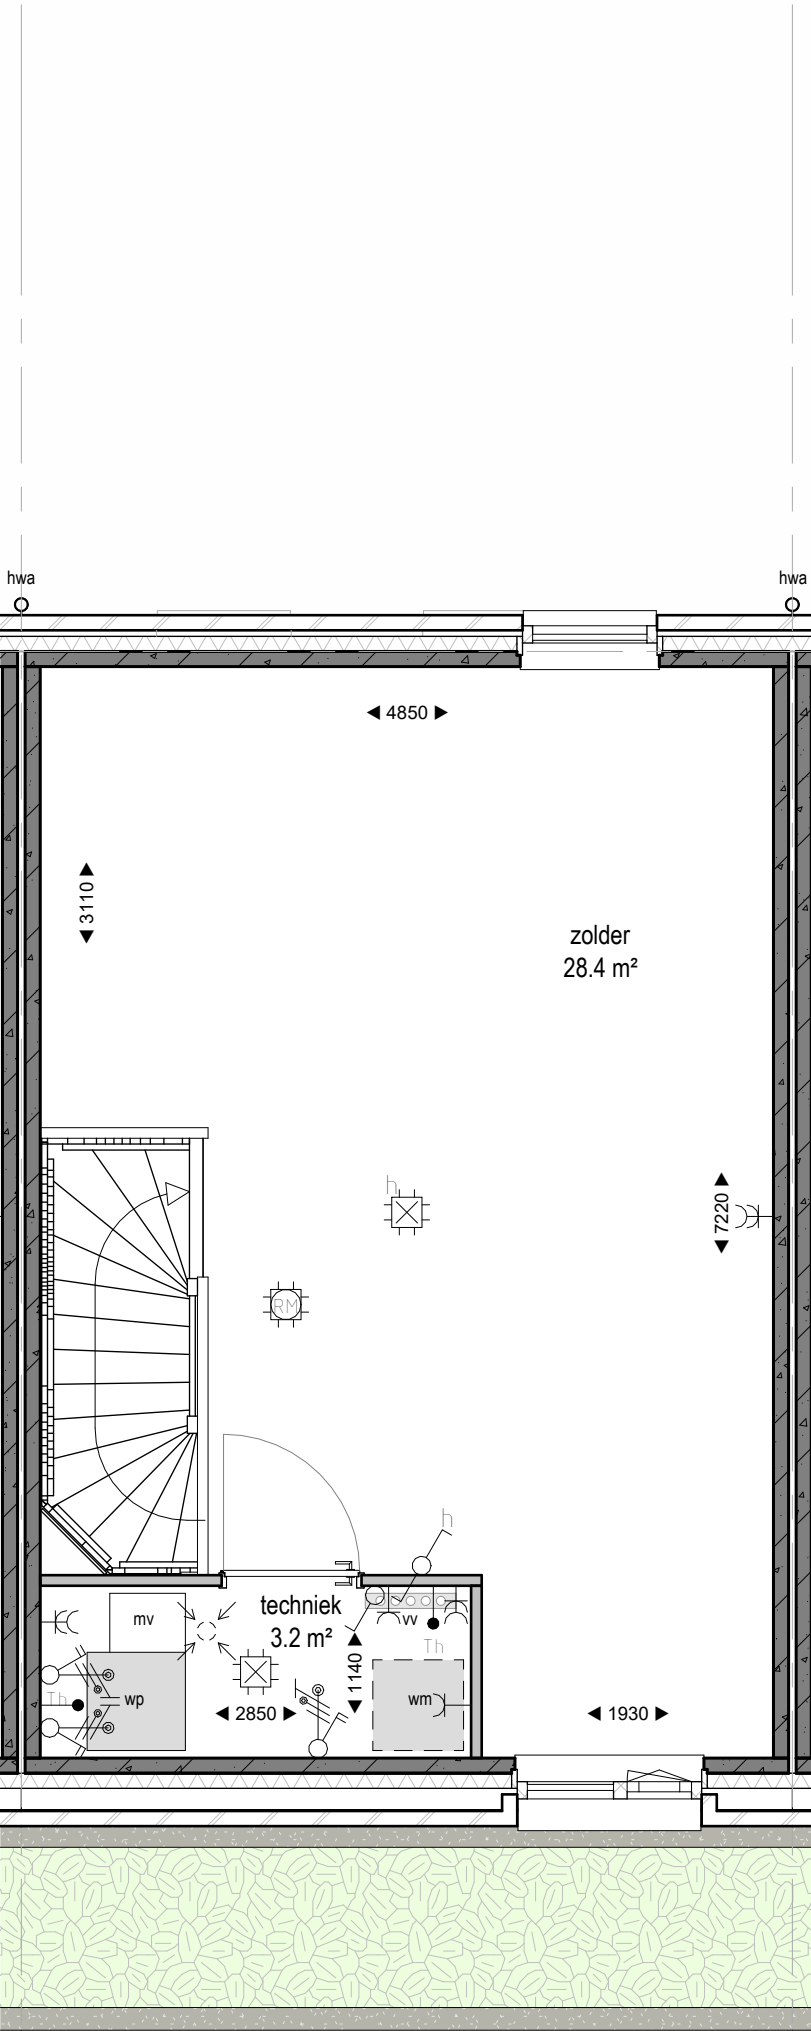 hwa
hwa
4850
3110
zolder
28.4 m²
h
7220
RM
h
techniek
3.2 m²
mv
vv
Th
1140
Th
wp
wm
2850
1930